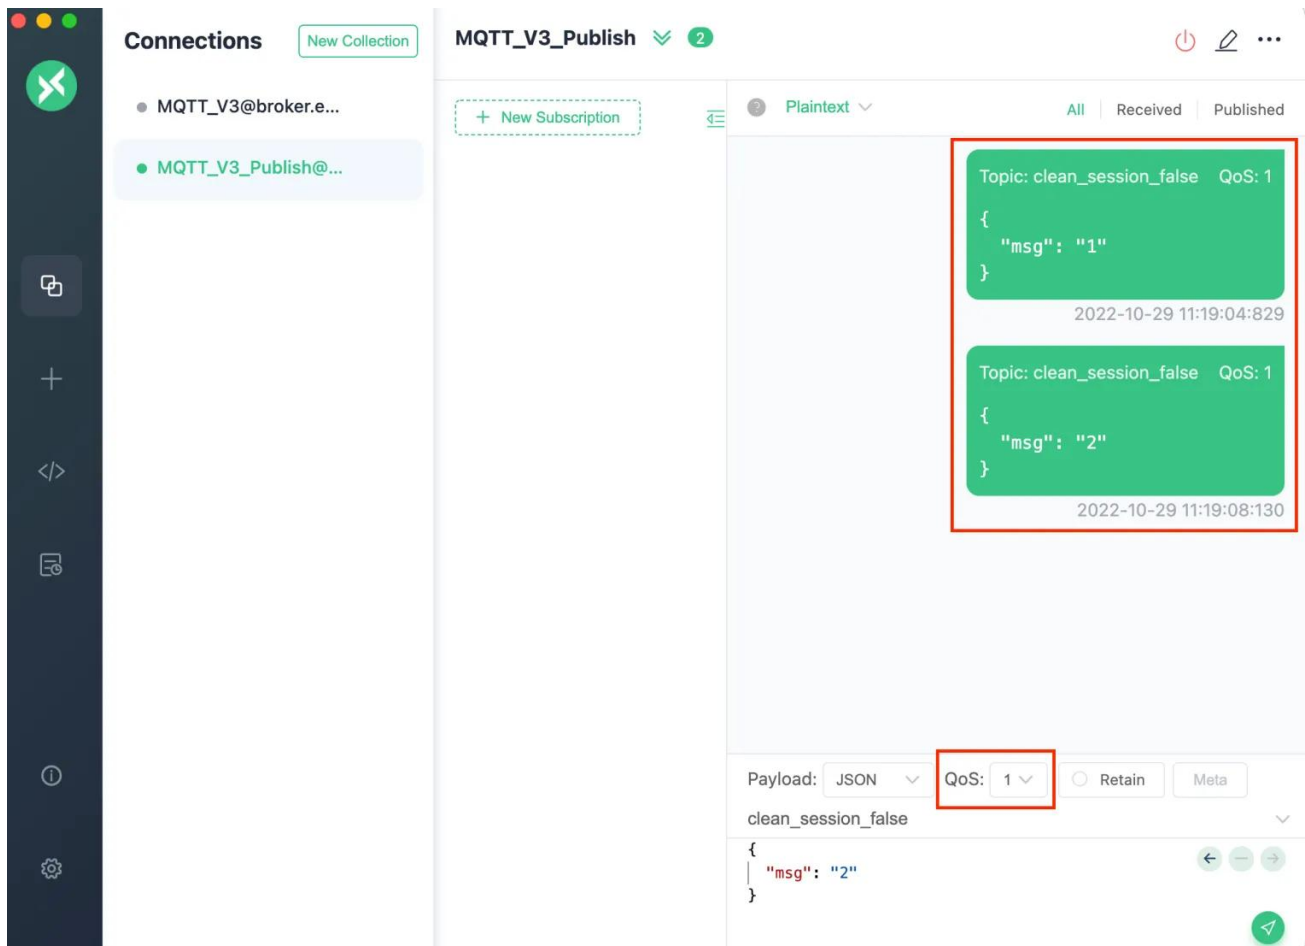 Connections
New Collection
MQTT_V3@broker.e...
MQTT_V3_Publish@...
MQTT_V3_Publish
2
+ New Subscription
?
Plaintext
All
Received
Published
Topic: clean_session_false QoS: 1
{
"msg": "1"
}
2022-10-29 11:19:04:829
Topic: clean_session_false QoS: 1
{
"msg": "2"
}
2022-10-29 11:19:08:130
Payload: JSON QoS: 1 Retain Meta
clean_session_false
{
"msg": "2"
}